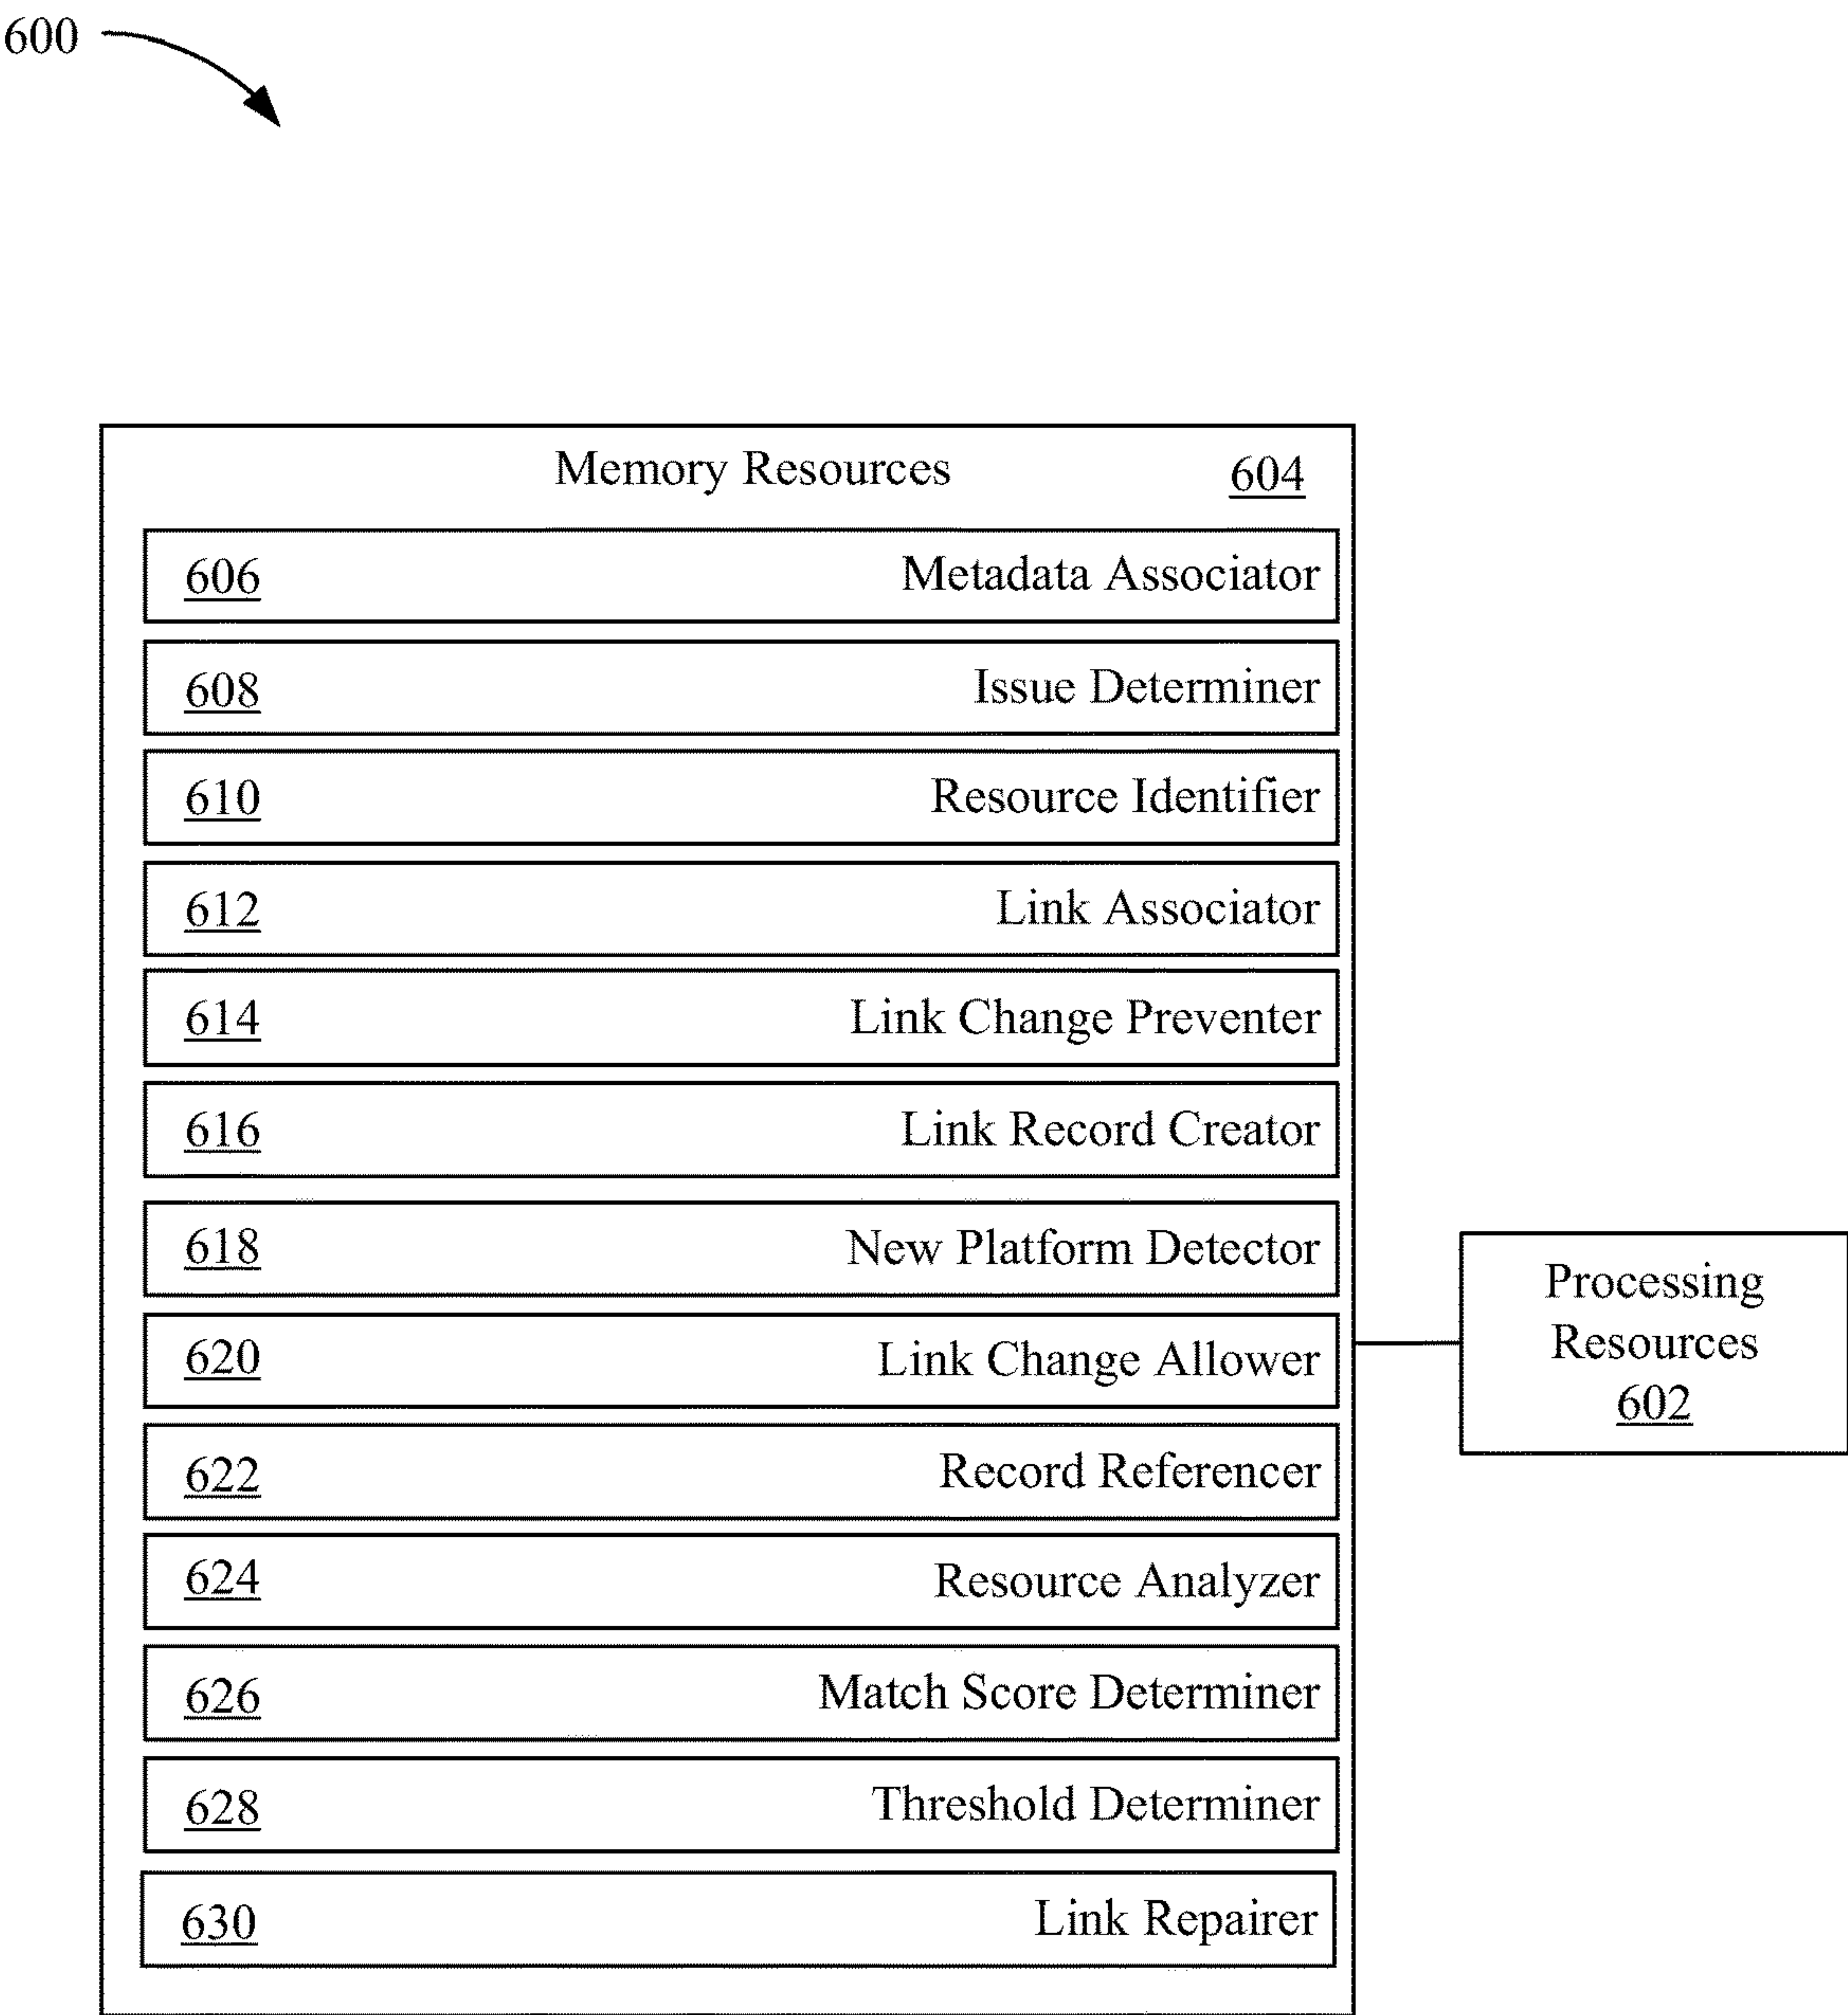 600
Memory Resources 604
606 Metadata Associator
608 Issue Determiner
610 Resource Identifier
612 Link Associator
614 Link Change Preventer
616 Link Record Creator
618 New Platform Detector
620 Link Change Allower
622 Record Referencer
624 Resource Analyzer
626 Match Score Determiner
628 Threshold Determiner
630 Link Repairer
Processing
Resources
602